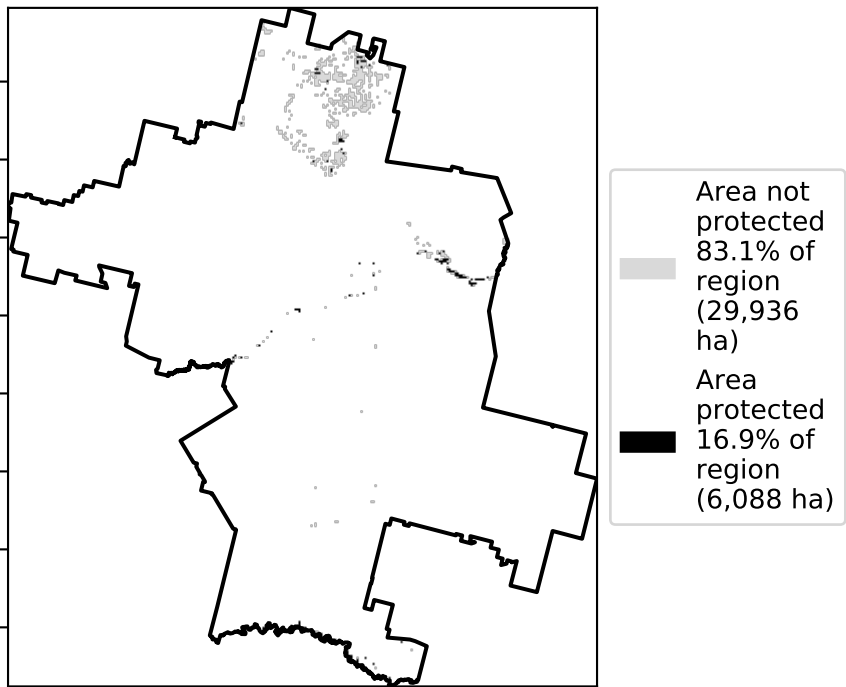 Area not
protected
83.1% of
region
(29,936
ha)
Area
protected
16.9% of
region
(6,088 ha)